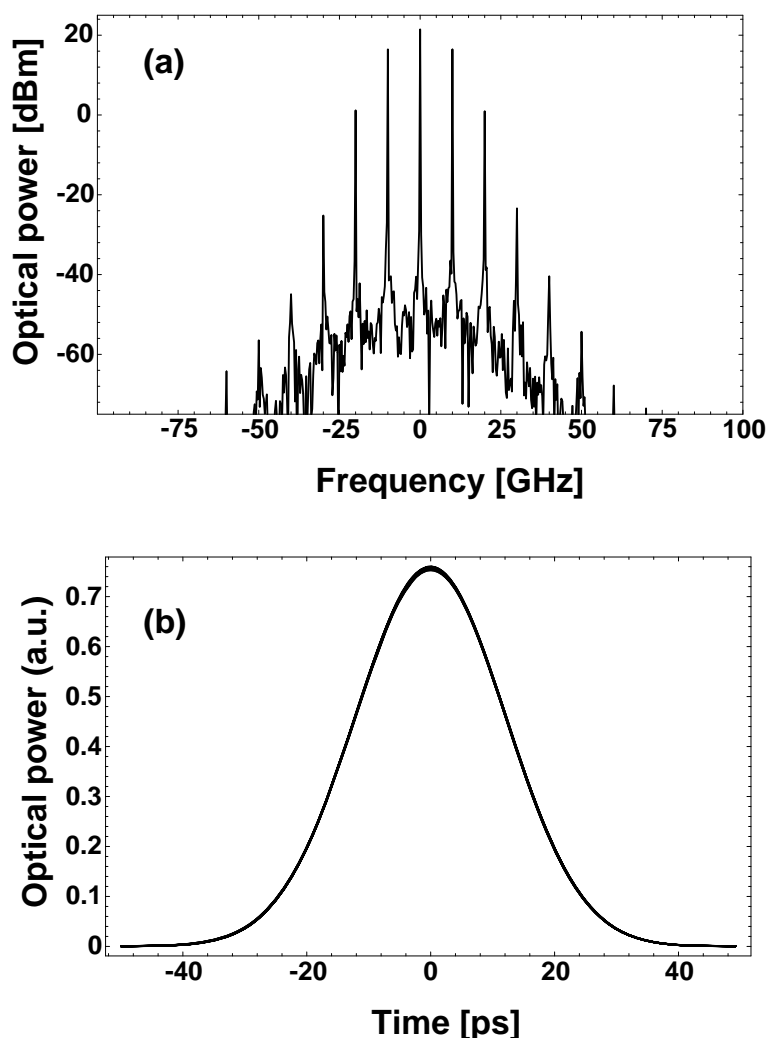 (a)
Optical power [dBm]
20
0
-20
-40
-60
-75 -50 -25 0 25 50 75 100
Frequency [GHz]
(b)
Optical power (a.u.)
0.7
0.6
0.5
0.4
0.3
0.2
0.1
0
-40 -20 0 20 40
Time [ps]